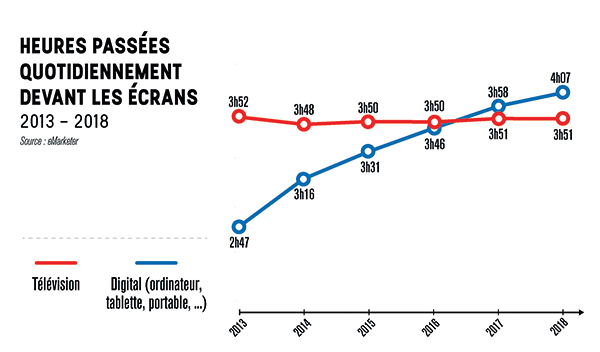 HEURES PASSÉES
QUOTIDIENNEMENT
DEVANT LES ÉCRANS
2013 – 2018
Source : eMarketer
Télévision
Digital (ordinateur,
tablette, portable, ...)
3h52
3h48
3h50
3h50
3h58
4h07
2h47
3h16
3h31
3h46
3h51
3h51
2013
2014
2015
2016
2017
2018